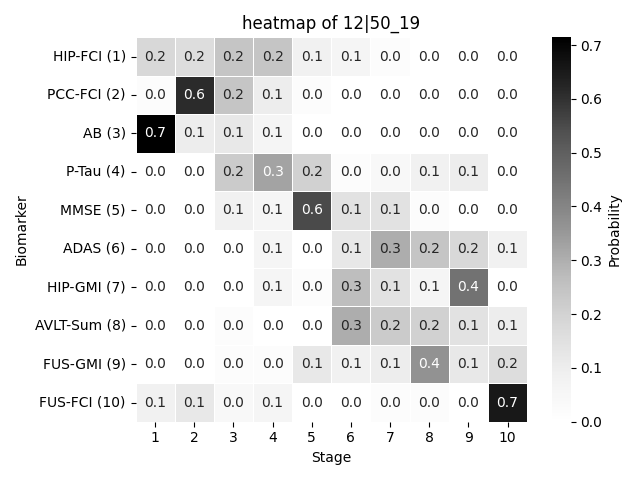 heatmap of 12|50_19
HIP-FCI (1) 0.2 0.2 0.2 0.2 0.1 0.1 0.0 0.0 0.0 0.0
PCC-FCI (2) 0.0 0.6 0.2 0.1 0.0 0.0 0.0 0.0 0.0 0.0
AB (3) 0.7 0.1 0.1 0.1 0.0 0.0 0.0 0.0 0.0 0.0
P-Tau (4) 0.0 0.0 0.2 0.3 0.2 0.0 0.0 0.1 0.1 0.0
MMSE (5) 0.0 0.0 0.1 0.1 0.6 0.1 0.1 0.0 0.0 0.0
ADAS (6) 0.0 0.0 0.0 0.1 0.0 0.1 0.3 0.2 0.2 0.1
HIP-GMI (7) 0.0 0.0 0.0 0.1 0.0 0.3 0.1 0.1 0.4 0.0
AVLT-Sum (8) 0.0 0.0 0.0 0.0 0.0 0.3 0.2 0.2 0.1 0.1
FUS-GMI (9) 0.0 0.0 0.0 0.0 0.1 0.1 0.1 0.4 0.1 0.2
FUS-FCI (10) 0.1 0.1 0.0 0.1 0.0 0.0 0.0 0.0 0.0 0.7
1 2 3 4 5 6 7 8 9 10
Stage
Biomarker
0.7
0.6
0.5
0.4
0.3
0.2
0.1
0.0
Probability